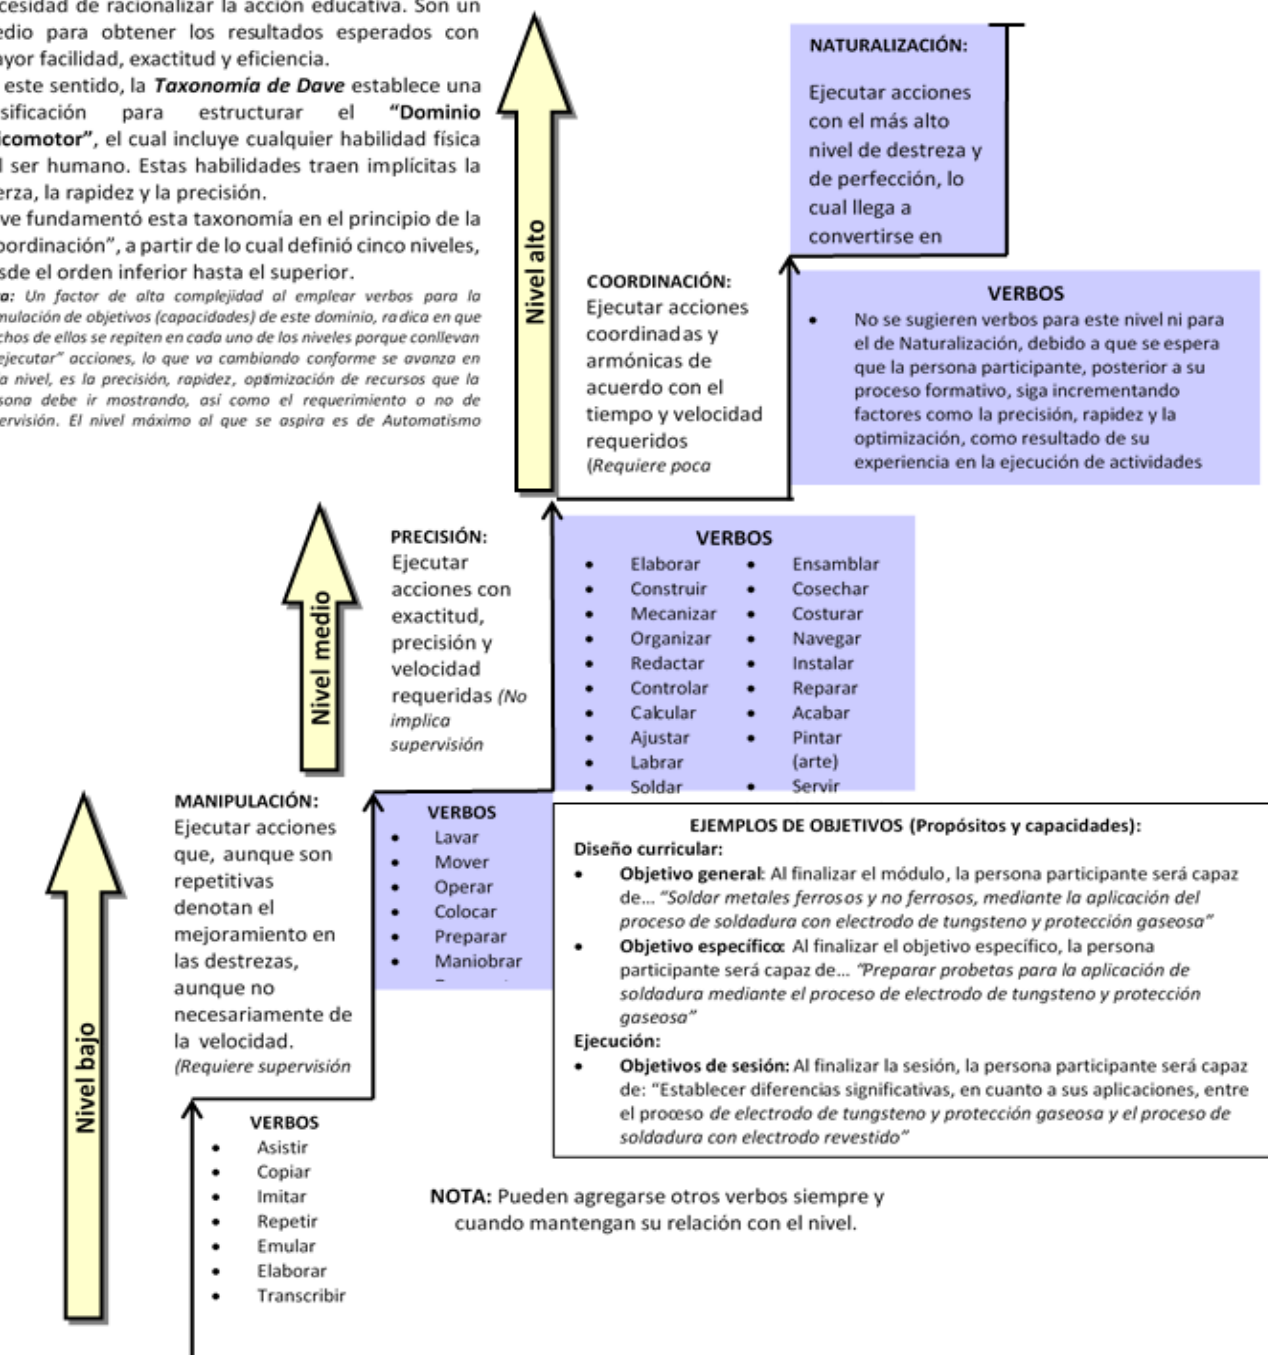 de racionalizar la acción educativa. Son un
para obtener los resultados esperados con
facilidad, exactitud y eficiencia.
este sentido, la Taxonomía de Dave establece una
para estructurar el “Dominio
el cual incluye cualquier habilidad física
ser humano. Estas habilidades traen implícitas la
la rapidez y la precisión.
fundamentó esta taxonomía en el principio de la
a partir de lo cual definió cinco niveles,
el orden inferior hasta el superior.
Un factor de alta complejidad al emplear verbos para la
de objetivos (capacidades) de este dominio, radica en que
de ellos se repiten en cada uno de los niveles porque conllevan
ejecutar” acciones, lo que va cambiando conforme se avanza en
nivel, es la precisión, rapidez, optimización de recursos que la
debe ir mostrando, así como el requerimiento o no de
El nivel máximo al que se aspira es de Automatismo
Nivel alto
NATURALIZACIÓN:
Ejecutar acciones
con el más alto
nivel de destreza y
de perfección, lo
cual llega a
convertirse en
COORDINACIÓN:
Ejecutar acciones
coordinadas y
armónicas de
acuerdo con el
tiempo y velocidad
requeridos
(Requiere poca
VERBOS
• No se sugieren verbos para este nivel ni para
el de Naturalización, debido a que se espera
que la persona participante, posterior a su
proceso formativo, siga incrementando
factores como la precisión, rapidez y la
optimización, como resultado de su
experiencia en la ejecución de actividades
Nivel medio
PRECISIÓN:
Ejecutar
acciones con
exactitud,
precisión y
velocidad
requeridas (No
implica
supervisión
VERBOS
• Elaborar
• Construir
• Mecanizar
• Organizar
• Redactar
• Controlar
• Calcular
• Ajustar
• Labrar
• Soldar
• Ensamblar
• Cosechar
• Costurar
• Navegar
• Instalar
• Reparar
• Acabar
• Pintar
(arte)
• Servir
Nivel bajo
MANIPULACIÓN:
Ejecutar acciones
que, aunque son
repetitivas
denotan el
mejoramiento en
las destrezas,
aunque no
necesariamente de
la velocidad.
(Requiere supervisión
VERBOS
• Lavar
• Mover
• Operar
• Colocar
• Preparar
• Maniobrar
EJEMPLOS DE OBJETIVOS (Propósitos y capacidades):
Diseño curricular:
• Objetivo general: Al finalizar el módulo, la persona participante será capaz
de... “Soldar metales ferrosos y no ferrosos, mediante la aplicación del
proceso de soldadura con electrodo de tungsteno y protección gaseosa”
• Objetivo específico: Al finalizar el objetivo específico, la persona
participante será capaz de... “Preparar probetas para la aplicación de
soldadura mediante el proceso de electrodo de tungsteno y protección
gaseosa”
Ejecución:
• Objetivos de sesión: Al finalizar la sesión, la persona participante será capaz
de: “Establecer diferencias significativas, en cuanto a sus aplicaciones, entre
el proceso de electrodo de tungsteno y protección gaseosa y el proceso de
soldadura con electrodo revestido”
VERBOS
• Asistir
• Copiar
• Imitar
• Repetir
• Emular
• Elaborar
• Transcribir
NOTA: Pueden agregarse otros verbos siempre y
cuando mantengan su relación con el nivel.